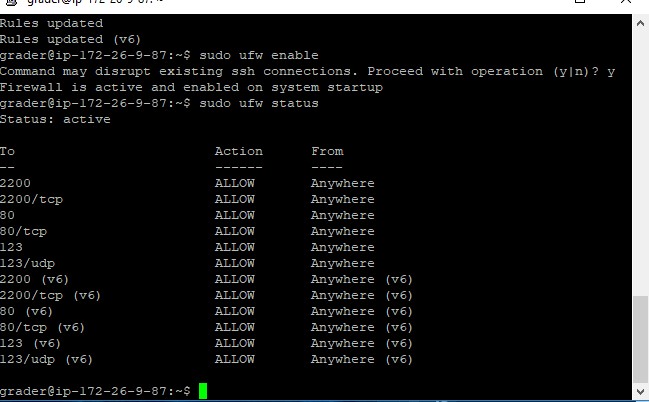 grader@ip-172-26-9-87: ~
Rules updated
Rules updated (v6)
grader@ip-172-26-9-87:~$ sudo ufw enable
Command may disrupt existing ssh connections. Proceed with operation (y|n)? y
Firewall is active and enabled on system startup
grader@ip-172-26-9-87:~$ sudo ufw status
Status: active
To                         Action      From
--                         ------      ----
2200                       ALLOW       Anywhere
2200/tcp                   ALLOW       Anywhere
80                         ALLOW       Anywhere
80/tcp                     ALLOW       Anywhere
123                        ALLOW       Anywhere
123/udp                    ALLOW       Anywhere
2200 (v6)                  ALLOW       Anywhere (v6)
2200/tcp (v6)              ALLOW       Anywhere (v6)
80 (v6)                    ALLOW       Anywhere (v6)
80/tcp (v6)                ALLOW       Anywhere (v6)
123 (v6)                   ALLOW       Anywhere (v6)
123/udp (v6)               ALLOW       Anywhere (v6)
grader@ip-172-26-9-87:~$